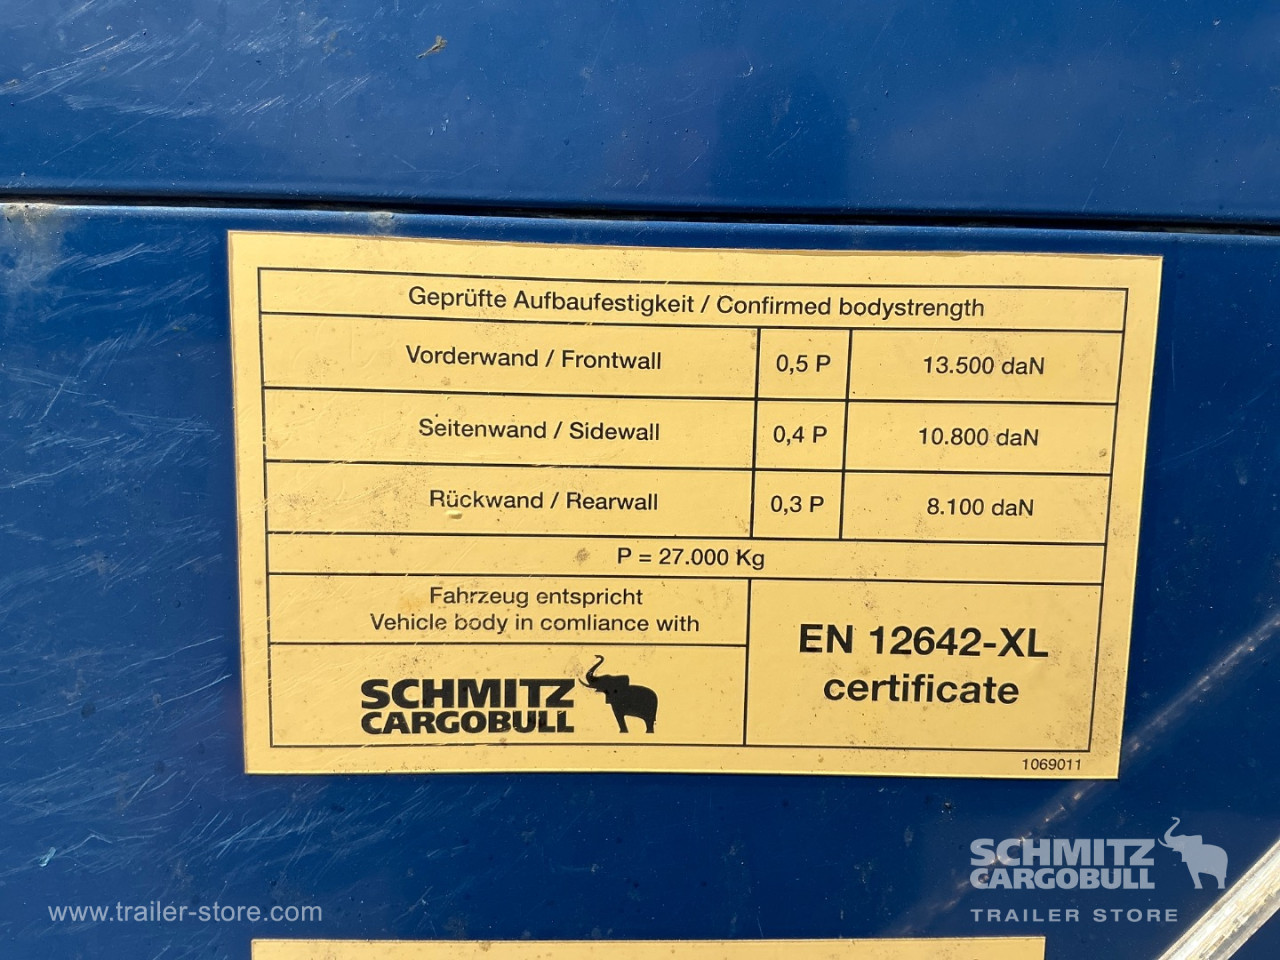 Geprüfte Aufbaufestigkeit / Confirmed bodystrength
Vorderwand / Frontwall 0,5 P 13.500 daN
Seitenwand / Sidewall 0,4 P 10.800 daN
Rückwand / Rearwall 0,3 P 8.100 daN
P = 27.000 Kg
Fahrzeug entspricht
Vehicle body in comliance with
EN 12642-XL
certificate
SCHMITZ
CARGOBULL
1069011
SCHMITZ
CARGOBULL
TRAILER STORE
www.trailer-store.com